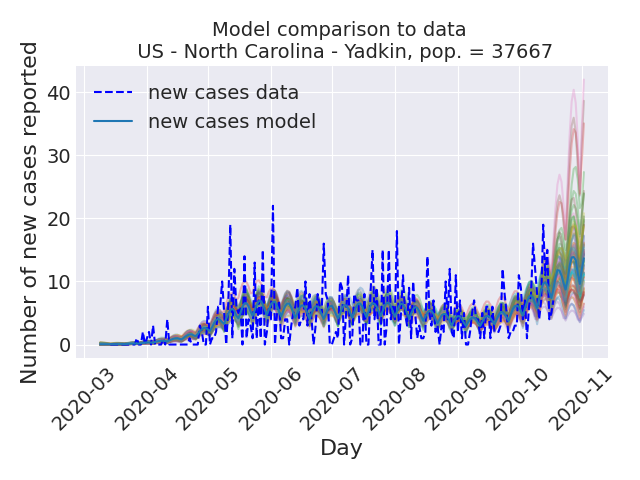 Model comparison to data
US - North Carolina - Yadkin, pop. = 37667
Number of new cases reported
40
30
20
10
0
new cases data
new cases model
2020-03
2020-04
2020-05
2020-06
2020-07
2020-08
2020-09
2020-10
2020-11
Day